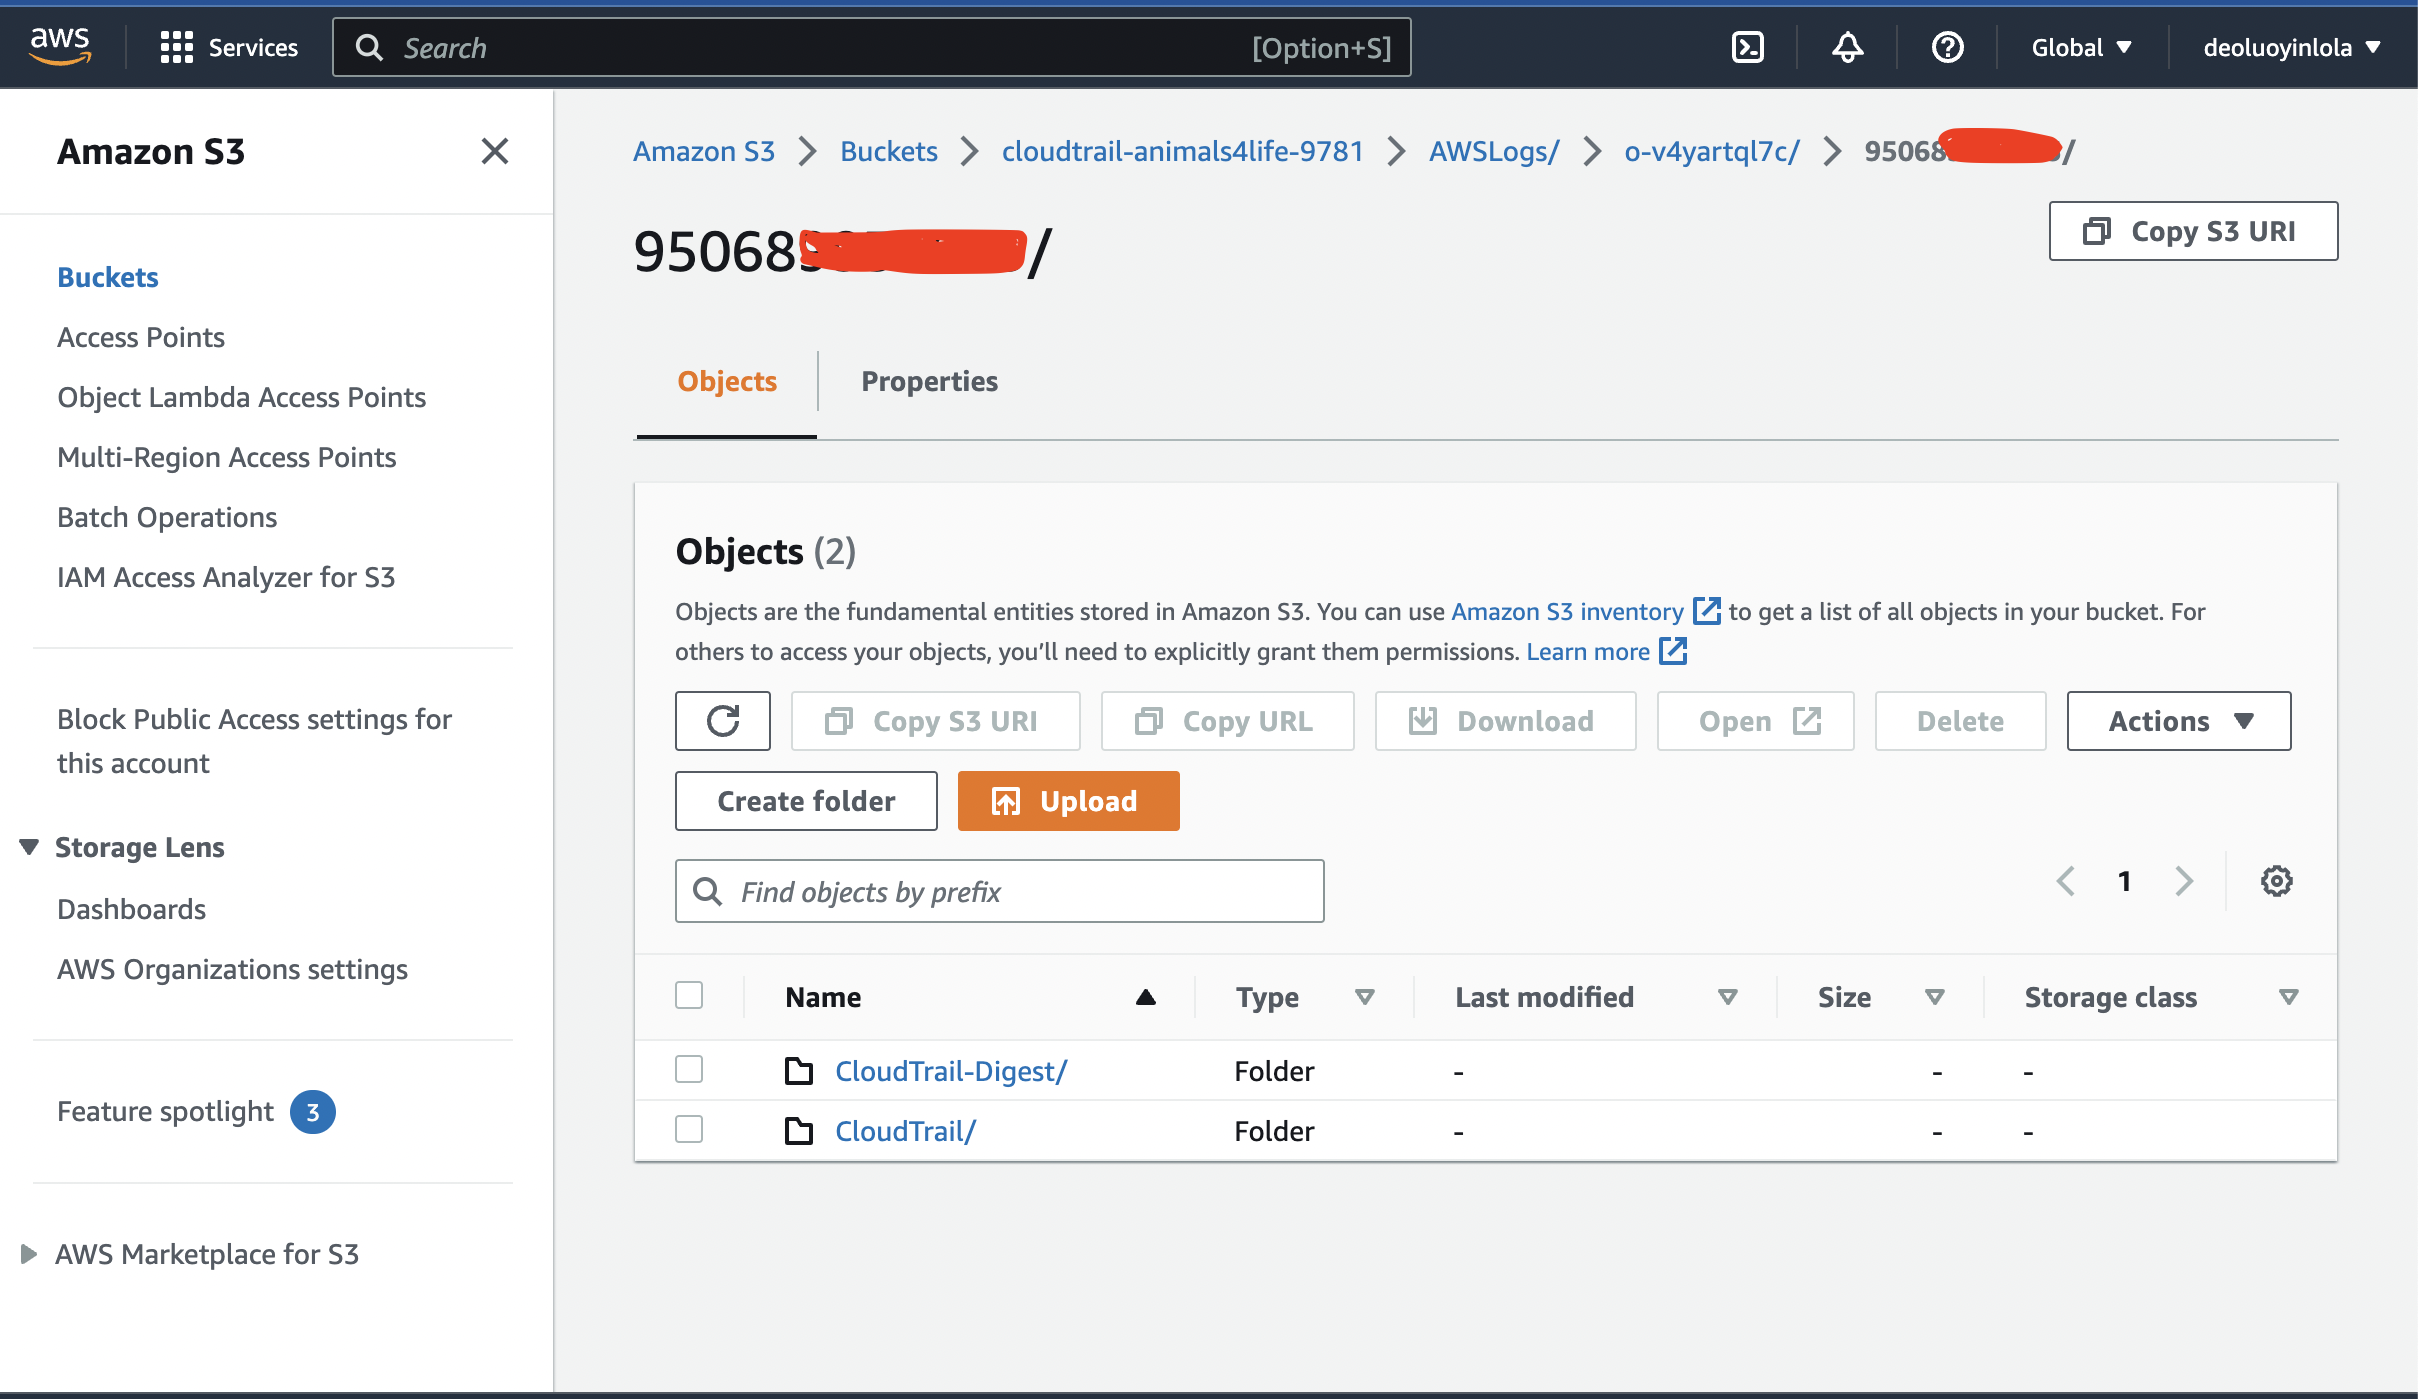 aws Services Search [Option+S] Global deoluoyinlola
Amazon S3
Buckets
Access Points
Object Lambda Access Points
Multi-Region Access Points
Batch Operations
IAM Access Analyzer for S3
Block Public Access settings for
this account
Storage Lens
Dashboards
AWS Organizations settings
Feature spotlight 3
AWS Marketplace for S3
Amazon S3 Buckets cloudtrail-animals4life-9781 AWSLogs/ o-v4yartql7c/ 95068 /
95068 /
Copy S3 URI
Objects Properties
Objects (2)
Objects are the fundamental entities stored in Amazon S3. You can use Amazon S3 inventory to get a list of all objects in your bucket. For
others to access your objects, you’ll need to explicitly grant them permissions. Learn more
Copy S3 URI Copy URL Download Open Delete Actions
Create folder Upload
Find objects by prefix 1
Name Type Last modified Size Storage class
CloudTrail-Digest/ Folder - - -
CloudTrail/ Folder - - -